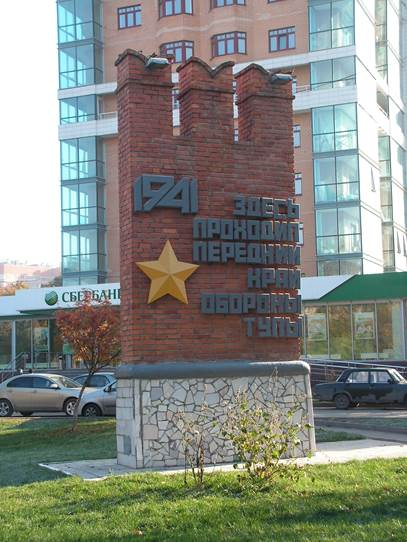 1941
ЗДЕСЬ
ПРОХОДИЛ
ПЕРЕДНИЙ
КРАЙ
ОБОРОНЫ
ТУЛЫ
СБЕРБАНК